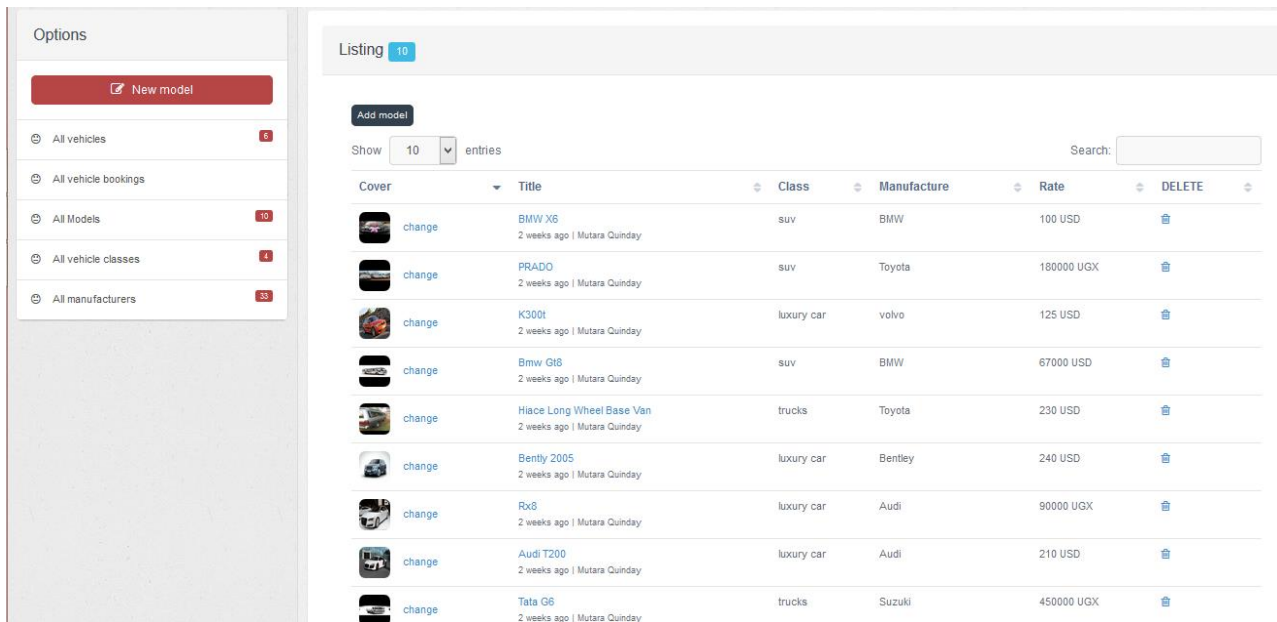 Options
New model
All vehicles 6
All vehicle bookings
All Models 10
All vehicle classes 4
All manufacturers 33
Listing 10
Add model
Show 10 entries Search:
Cover Title Class Manufacture Rate DELETE
change BMW X6 suv BMW 100 USD
2 weeks ago | Mutara Quinday
change PRADO suv Toyota 180000 UGX
2 weeks ago | Mutara Quinday
change K300t luxury car volvo 125 USD
2 weeks ago | Mutara Quinday
change Bmw Gt8 suv BMW 67000 USD
2 weeks ago | Mutara Quinday
change Hiace Long Wheel Base Van trucks Toyota 230 USD
2 weeks ago | Mutara Quinday
change Bently 2005 luxury car Bentley 240 USD
2 weeks ago | Mutara Quinday
change Rx8 luxury car Audi 90000 UGX
2 weeks ago | Mutara Quinday
change Audi T200 luxury car Audi 210 USD
2 weeks ago | Mutara Quinday
change Tata G6 trucks Suzuki 450000 UGX
2 weeks ago | Mutara Quinday